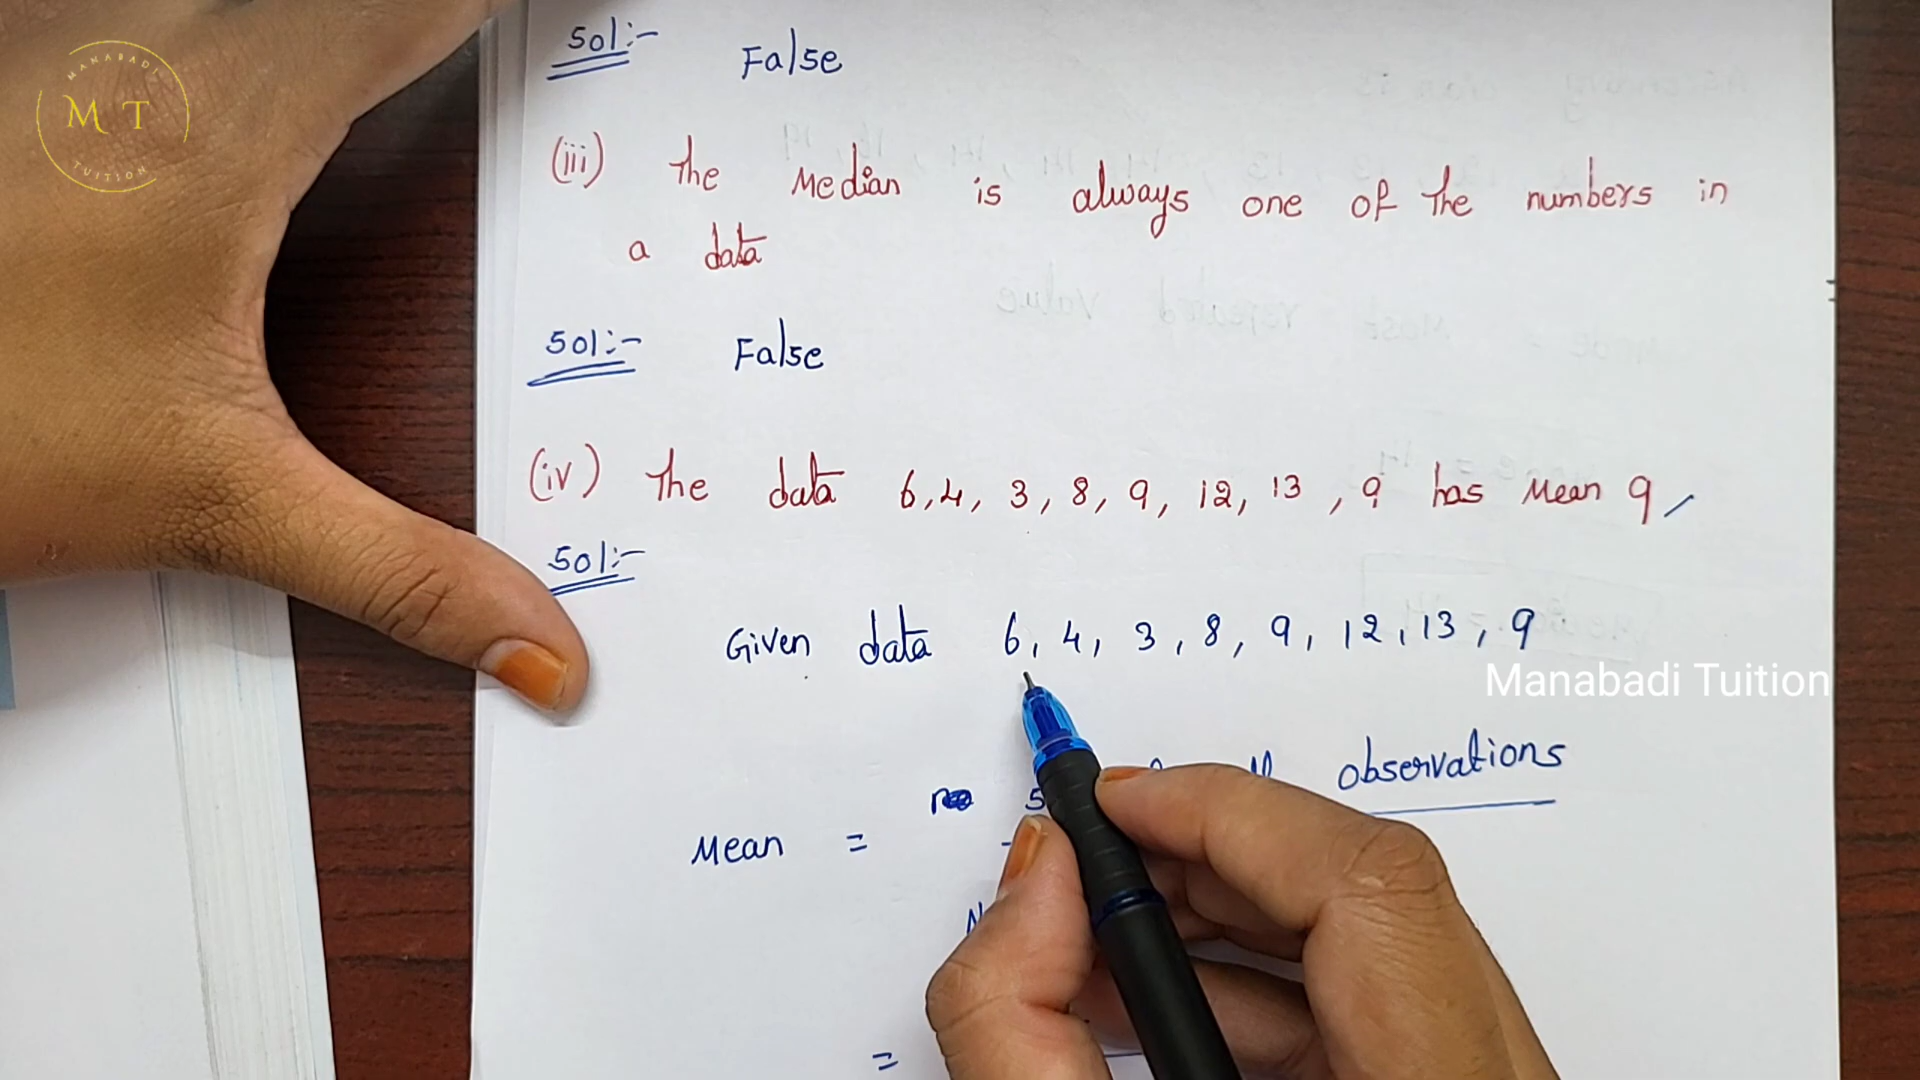 MANABADI
M T
TUITION
Sol:-
False
(iii) The Median is always one of the numbers in
a data
Sol:-
False
(iv) The data 6, 4, 3, 8, 9, 12, 13, 9 has Mean 9
Sol:-
Given data 6, 4, 3, 8, 9, 12, 13, 9
Manabadi Tuition
observations
Mean =
=